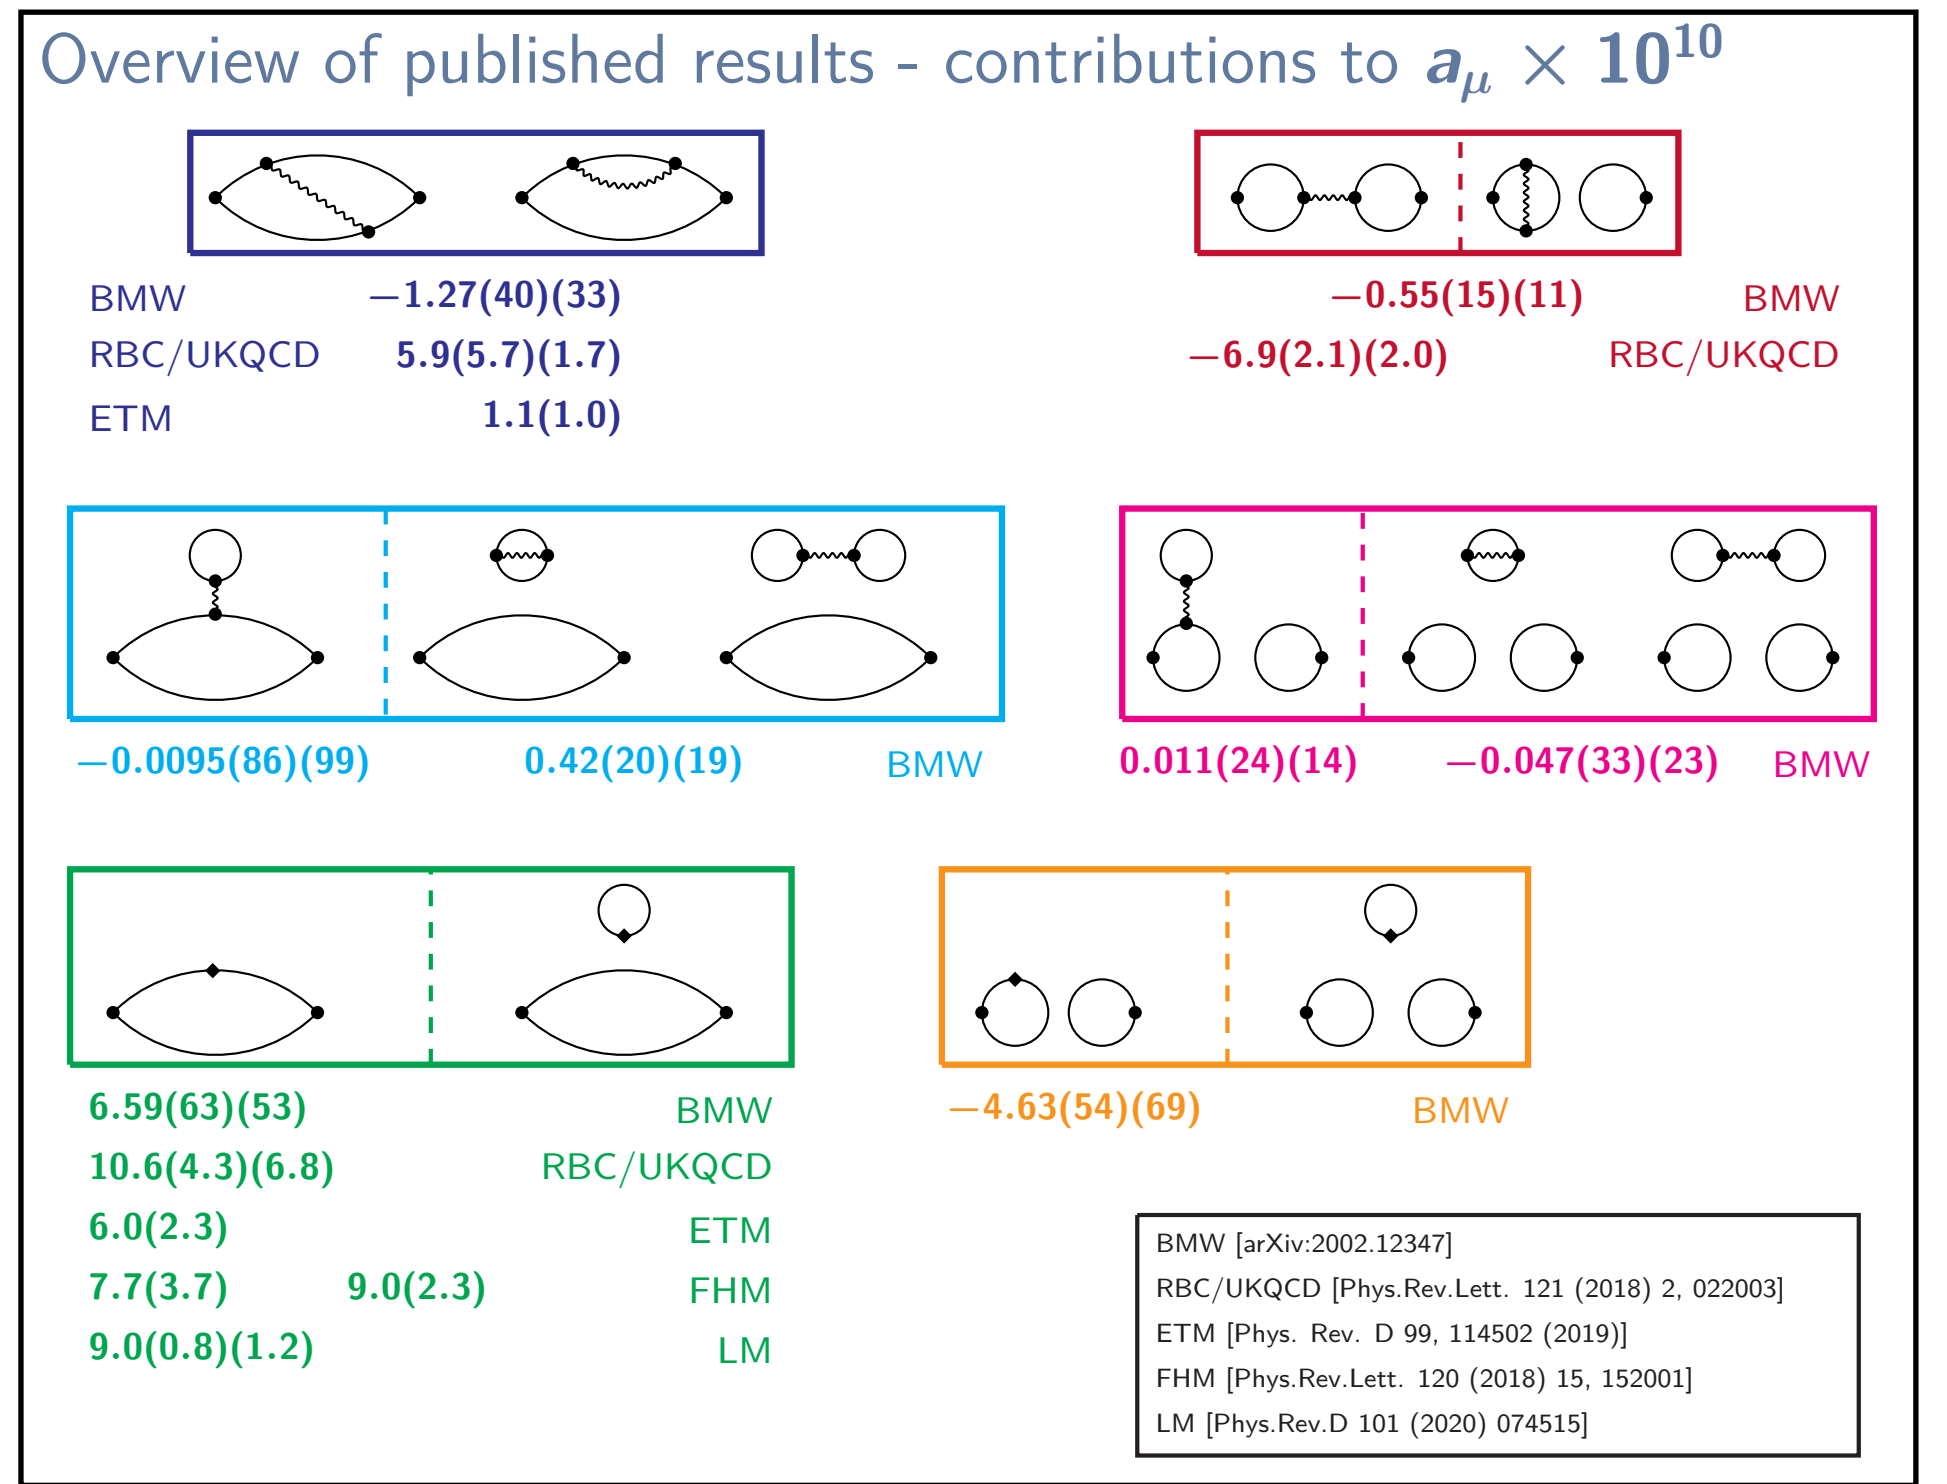 Overview of published results - contributions to aμ × 10¹⁰
BMW −1.27(40)(33)
RBC/UKQCD 5.9(5.7)(1.7)
ETM 1.1(1.0)
−0.55(15)(11) BMW
−6.9(2.1)(2.0) RBC/UKQCD
−0.0095(86)(99) 0.42(20)(19) BMW
0.011(24)(14) −0.047(33)(23) BMW
6.59(63)(53) BMW
10.6(4.3)(6.8) RBC/UKQCD
6.0(2.3) ETM
7.7(3.7) 9.0(2.3) FHM
9.0(0.8)(1.2) LM
−4.63(54)(69) BMW
BMW [arXiv:2002.12347]
RBC/UKQCD [Phys.Rev.Lett. 121 (2018) 2, 022003]
ETM [Phys. Rev. D 99, 114502 (2019)]
FHM [Phys.Rev.Lett. 120 (2018) 15, 152001]
LM [Phys.Rev.D 101 (2020) 074515]